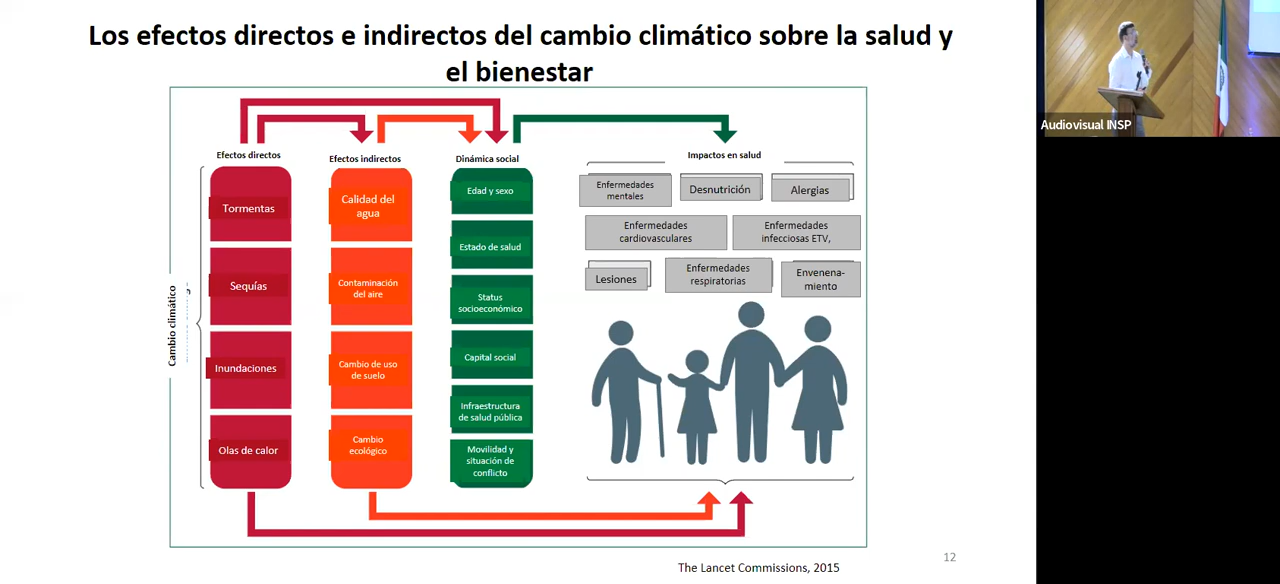 Los efectos directos e indirectos del cambio climático sobre la salud y
el bienestar
Efectos directos
Efectos indirectos
Dinámica social
Impactos en salud
Cambio climático
Tormentas
Sequías
Inundaciones
Olas de calor
Calidad del
agua
Contaminación
del aire
Cambio de uso
de suelo
Cambio
ecológico
Edad y sexo
Estado de salud
Status
socioeconómico
Capital social
Infraestructura
de salud pública
Movilidad y
situación de
conflicto
Enfermedades
mentales
Desnutrición
Alergias
Enfermedades
cardiovasculares
Enfermedades
infecciosas ETV,
Lesiones
Enfermedades
respiratorias
Envenena-
miento
The Lancet Commissions, 2015
12
Audiovisual INSP